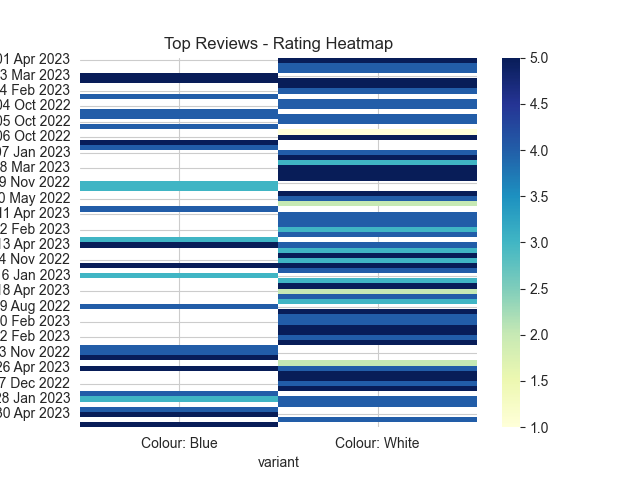 Top Reviews - Rating Heatmap
01 Apr 2023
3 Mar 2023
4 Feb 2023
04 Oct 2022
05 Oct 2022
06 Oct 2022
07 Jan 2023
8 Mar 2023
9 Nov 2022
0 May 2022
11 Apr 2023
2 Feb 2023
13 Apr 2023
4 Nov 2022
6 Jan 2023
18 Apr 2023
9 Aug 2022
0 Feb 2023
2 Feb 2023
3 Nov 2022
26 Apr 2023
7 Dec 2022
28 Jan 2023
30 Apr 2023
Colour: Blue
Colour: White
variant
5.0
4.5
4.0
3.5
3.0
2.5
2.0
1.5
1.0